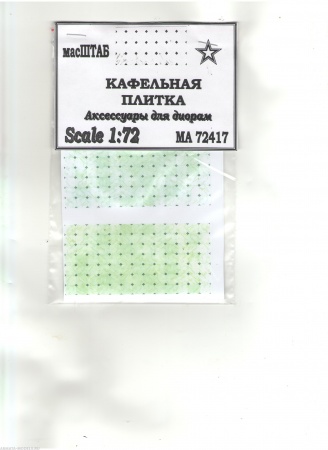 масШТАБ
КАФЕЛЬНАЯ
ПЛИТКА
Аксессуары для диорам
Scale 1:72
МА 72417